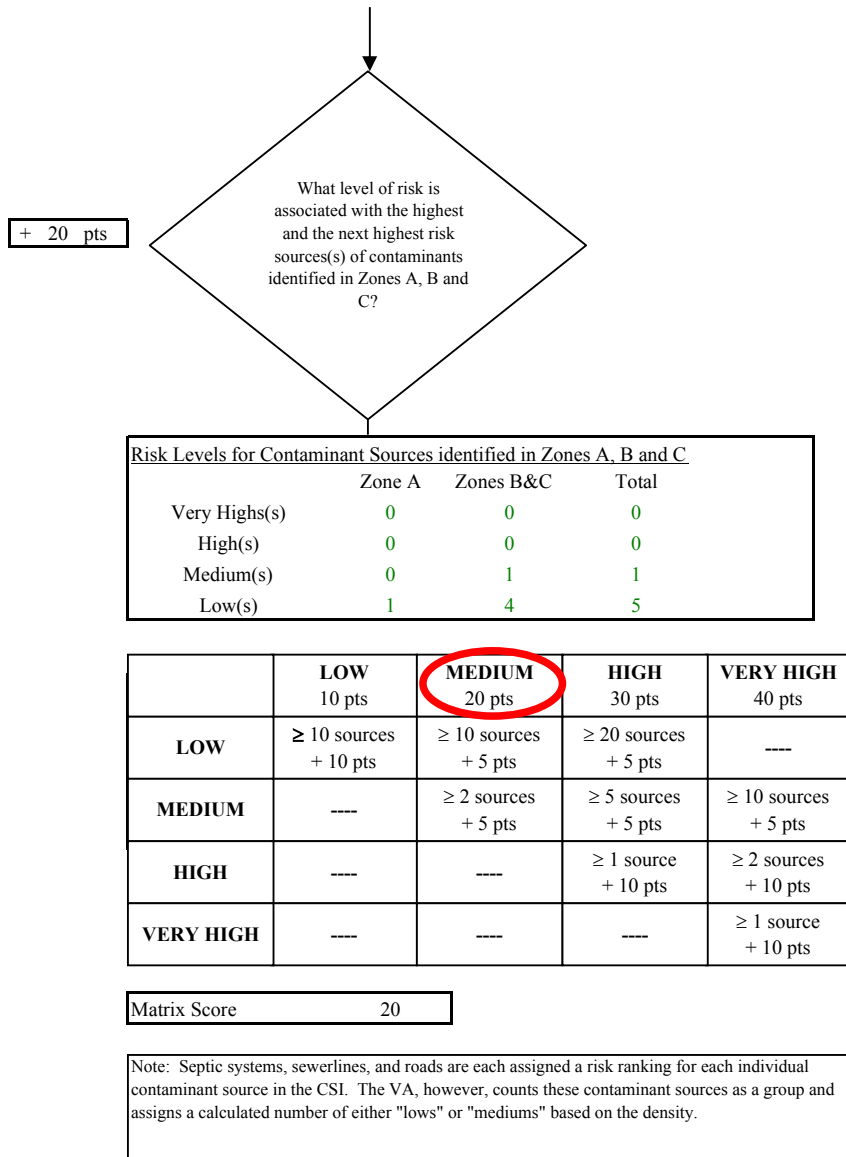 What level of risk is
associated with the highest
and the next highest risk
sources(s) of contaminants
identified in Zones A, B and
C?
+ 20 pts
Risk Levels for Contaminant Sources identified in Zones A, B and C
Zone A Zones B&C Total
Very Highs(s) 0 0 0
High(s) 0 0 0
Medium(s) 0 1 1
Low(s) 1 4 5
LOW MEDIUM HIGH VERY HIGH
10 pts 20 pts 30 pts 40 pts
LOW ≥ 10 sources ≥ 10 sources ≥ 20 sources ----
+ 10 pts + 5 pts + 5 pts
MEDIUM ---- ≥ 2 sources ≥ 5 sources ≥ 10 sources
+ 5 pts + 5 pts + 5 pts
HIGH ---- ---- ≥ 1 source ≥ 2 sources
+ 10 pts + 10 pts
VERY HIGH ---- ---- ---- ≥ 1 source
+ 10 pts
Matrix Score 20
Note: Septic systems, sewerlines, and roads are each assigned a risk ranking for each individual
contaminant source in the CSI. The VA, however, counts these contaminant sources as a group and
assigns a calculated number of either "lows" or "mediums" based on the density.